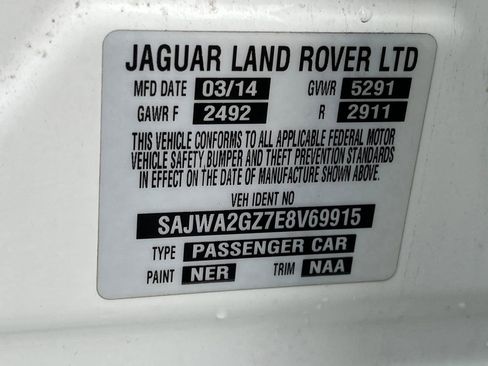 JAGUAR LAND ROVER LTD
MFD DATE 03/14 GVWR 5291
GAWR F 2492 R 2911
THIS VEHICLE CONFORMS TO ALL APPLICABLE FEDERAL MOTOR
VEHICLE SAFETY, BUMPER AND THEFT PREVENTION STANDARDS
IN EFFECT ON THE DATE OF MANUFACTURE SHOWN ABOVE.
VEH IDENT NO
SAJWA2GZ7E8V69915
TYPE PASSENGER CAR
PAINT NER TRIM NAA